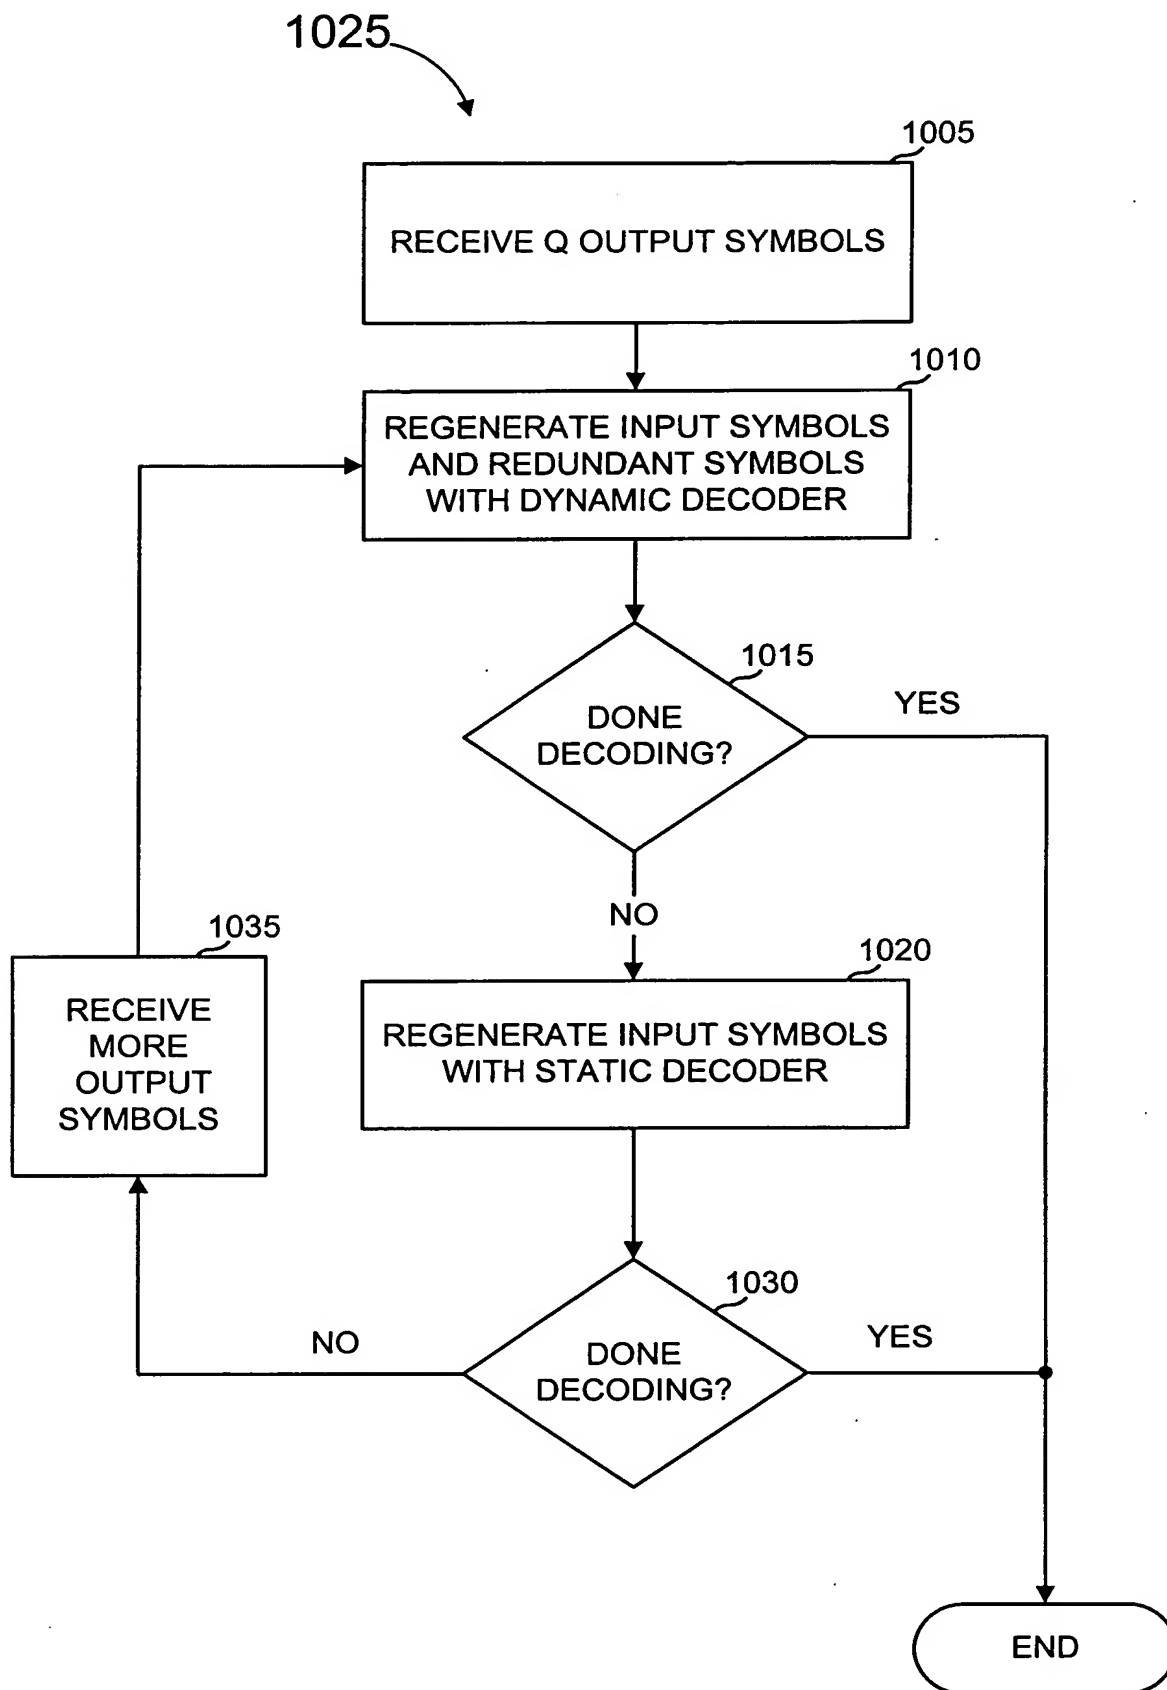 1025
1005
RECEIVE Q OUTPUT SYMBOLS
1010
REGENERATE INPUT SYMBOLS
AND REDUNDANT SYMBOLS
WITH DYNAMIC DECODER
1015
DONE
DECODING?
YES
NO
1035
RECEIVE
MORE
OUTPUT
SYMBOLS
1020
REGENERATE INPUT SYMBOLS
WITH STATIC DECODER
1030
DONE
DECODING?
NO
YES
END